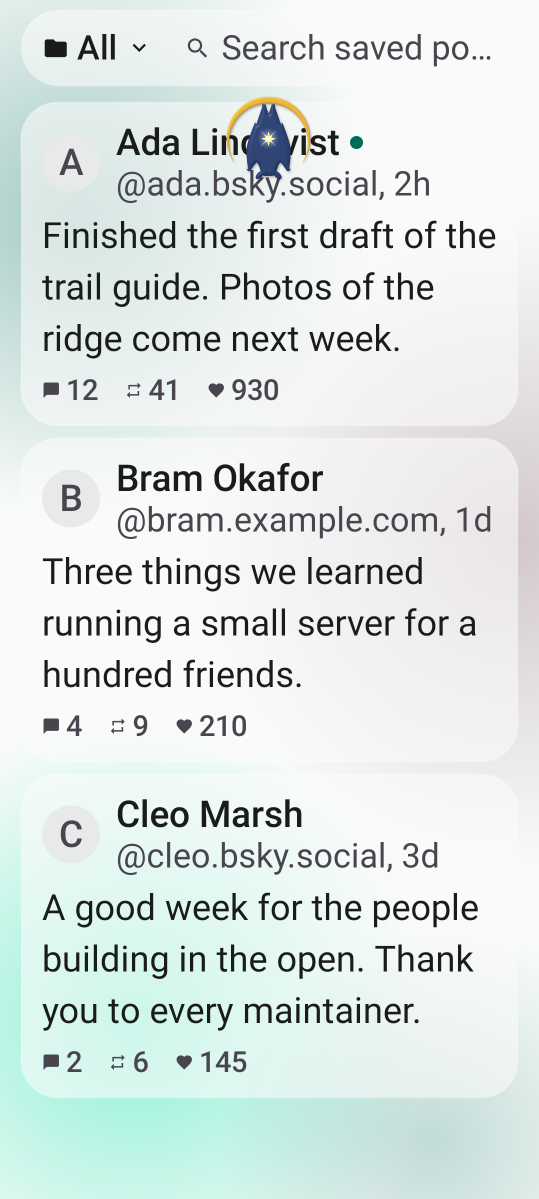 All
Search saved po…
A
Ada
@ada.bsky.social, 2h
Finished the first draft of the
trail guide. Photos of the
ridge come next week.
12 41 930
B
Bram Okafor
@bram.example.com, 1d
Three things we learned
running a small server for a
hundred friends.
4 9 210
C
Cleo Marsh
@cleo.bsky.social, 3d
A good week for the people
building in the open. Thank
you to every maintainer.
2 6 145